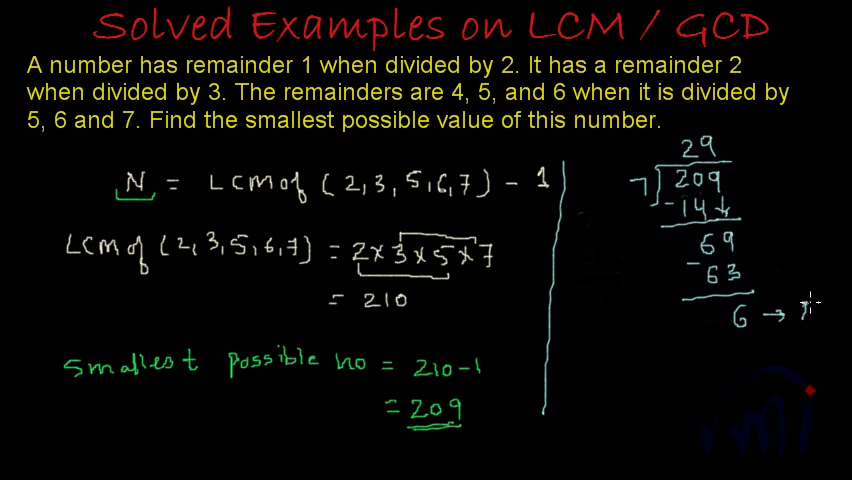 Solved Examples on LCM / GCD
A number has remainder 1 when divided by 2. It has a remainder 2
when divided by 3. The remainders are 4, 5, and 6 when it is divided by
5, 6 and 7. Find the smallest possible value of this number.
N = LCM of (2,3,5,6,7) - 1
LCM of (2,3,5,6,7) = 2 x 3 x 5 x 7
= 210
Smallest possible no = 210-1
= 209
29
7 209
-14
69
-63
6 →
rmi